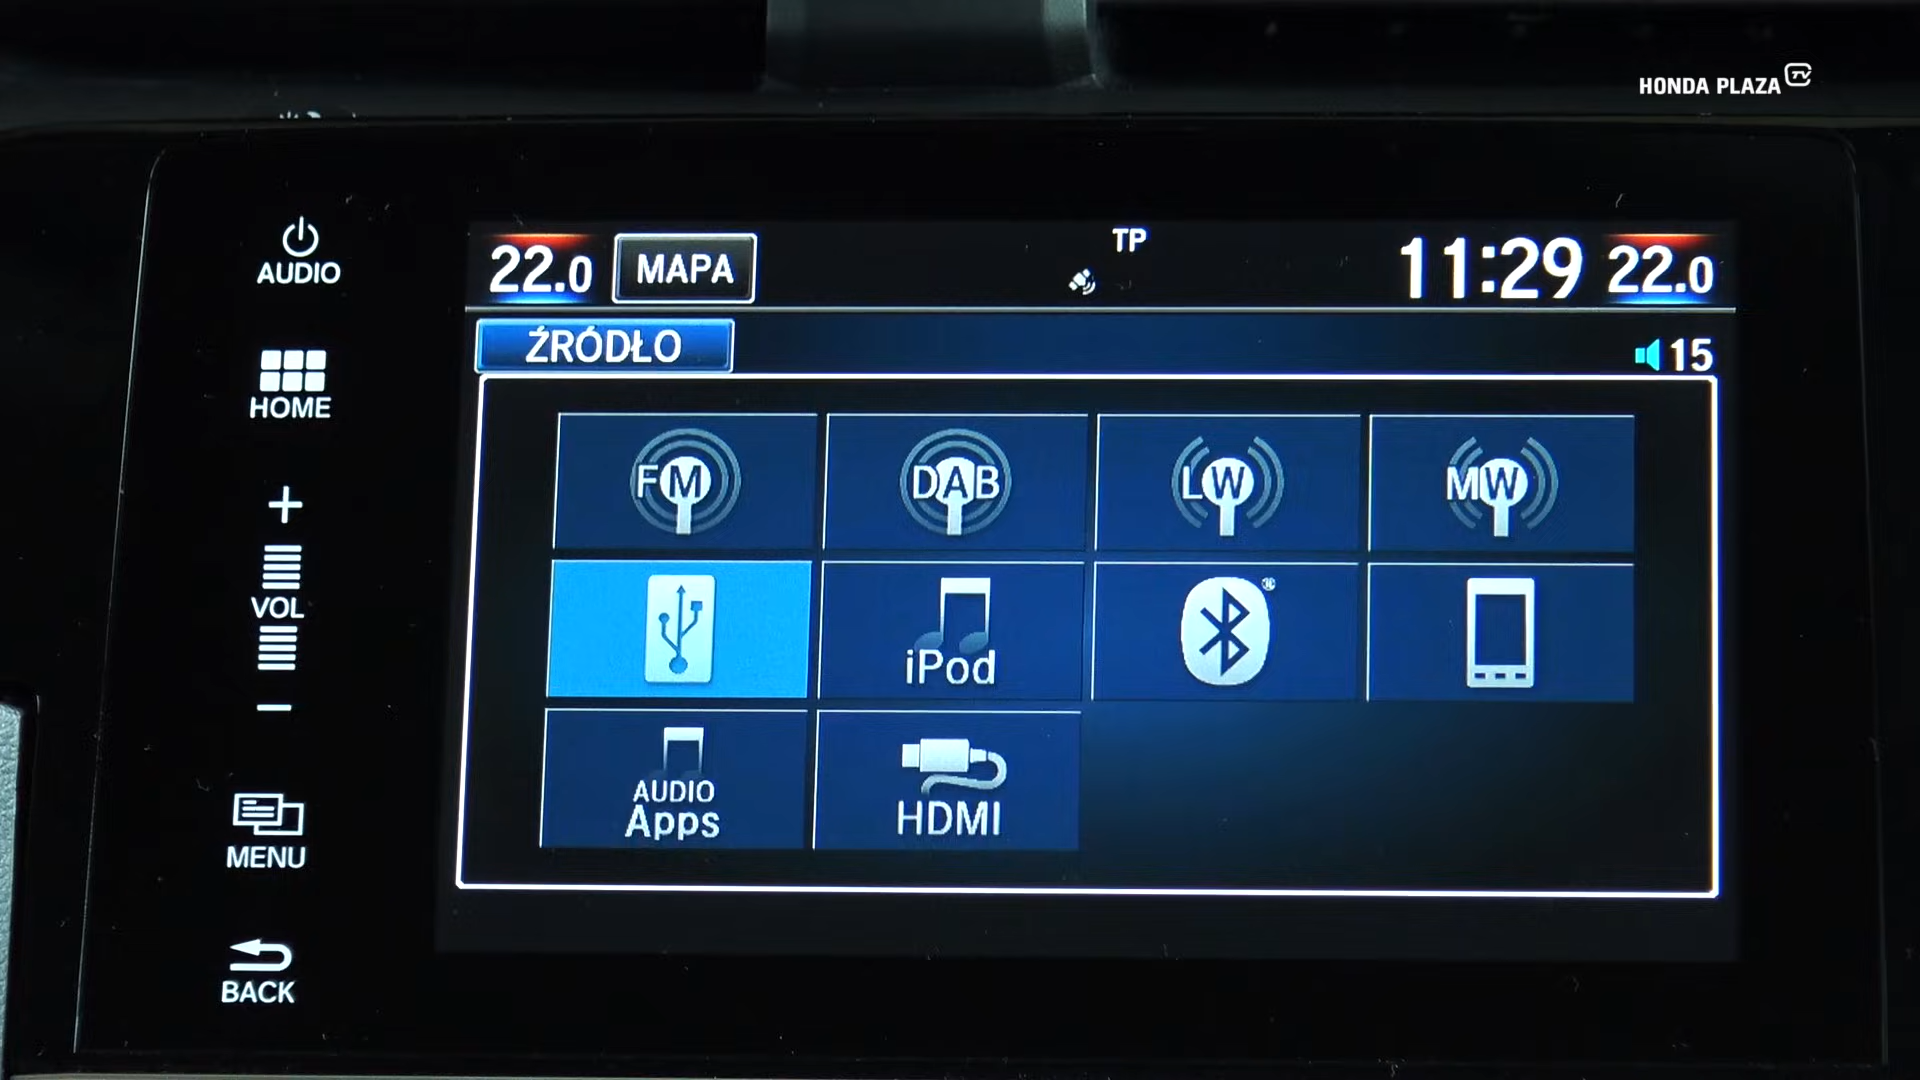 HONDA PLAZA TV
AUDIO
HOME
VOL
MENU
BACK
22.0
MAPA
TP
11:29
22.0
ŹRÓDŁO
15
FM
DAB
LW
MW
iPod
AUDIO
Apps
HDMI